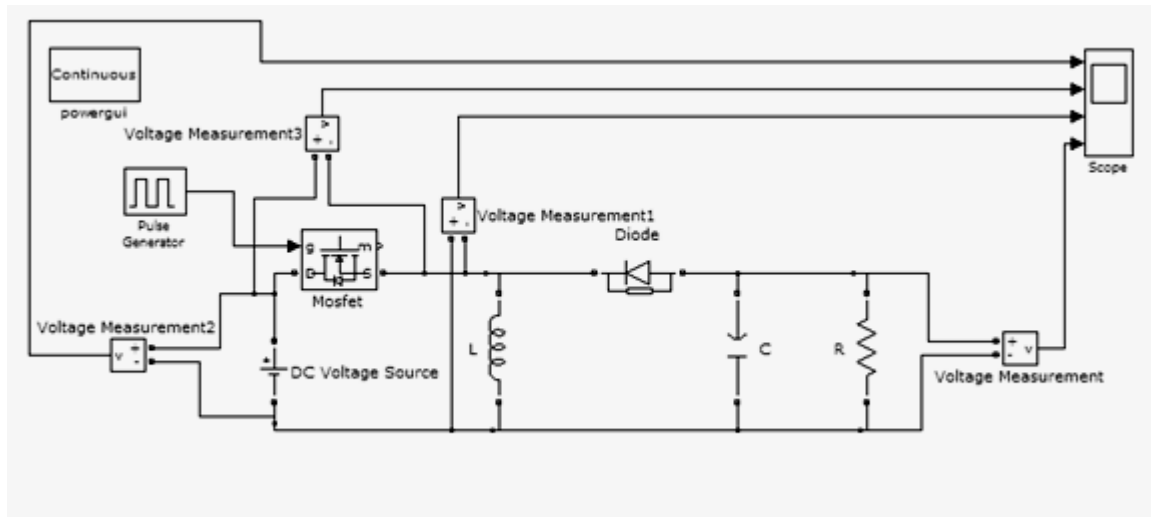 Continuous
powergui
Voltage Measurement3
v
+ -
Scope
Pulse
Generator
v
+ -
Voltage Measurement1
Diode
g m
D S
Mosfet
Voltage Measurement2
v + -
DC Voltage Source
+
L
C
R
+ - v
Voltage Measurement